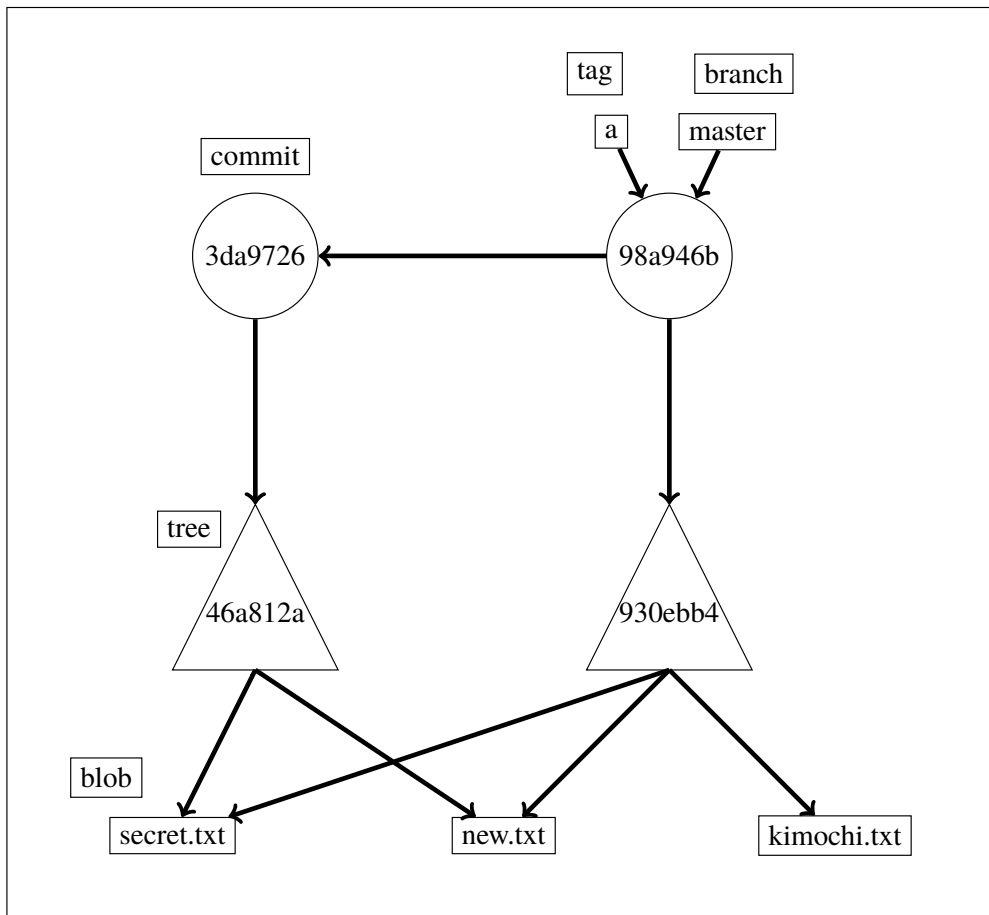 tag
branch
a
master
commit
3da9726
98a946b
tree
46a812a
930ebb4
blob
secret.txt
new.txt
kimochi.txt